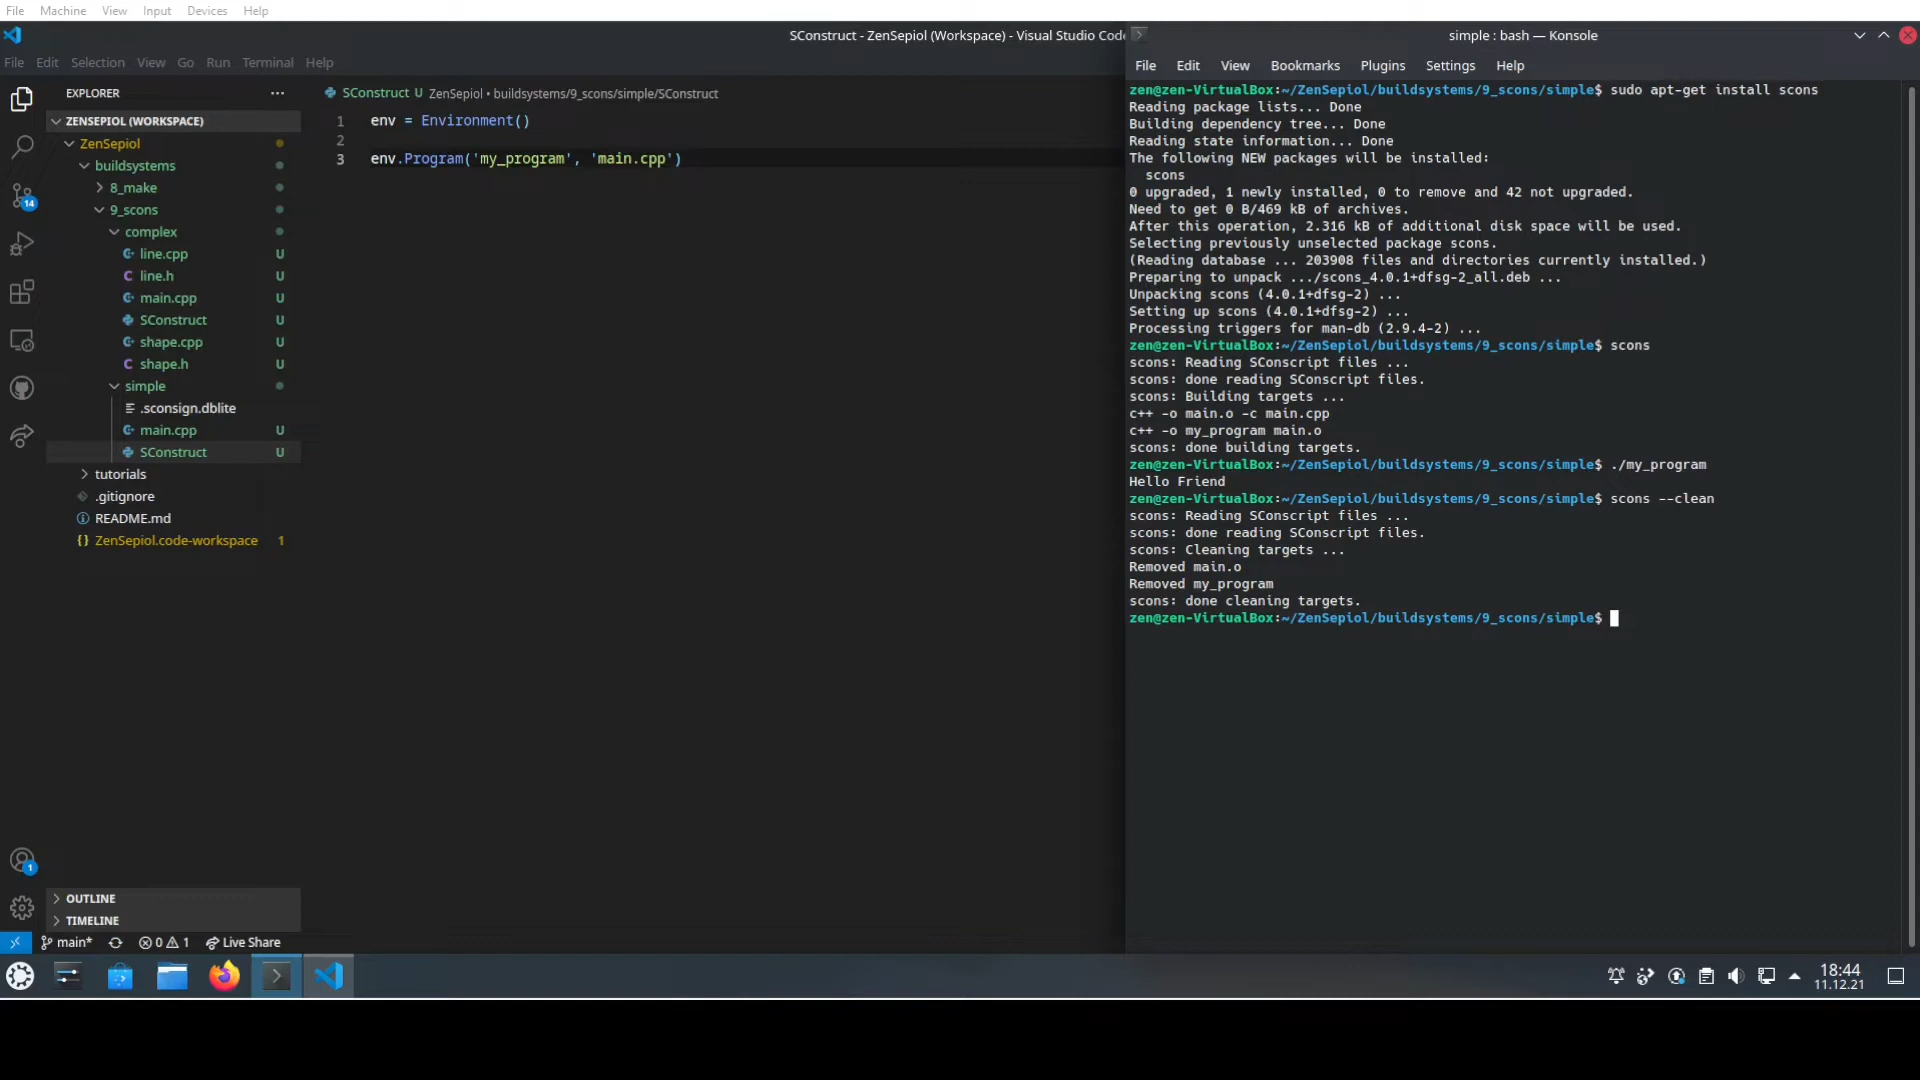 File Machine View Input Devices Help
SConstruct - ZenSepiol (Workspace) - Visual Studio Code
File Edit Selection View Go Run Terminal Help
EXPLORER
ZENSEPIOL (WORKSPACE)
ZenSepiol
buildsystems
8_make
9_scons
complex
line.cpp U
line.h U
main.cpp U
SConstruct U
shape.cpp U
shape.h U
simple
.sconsign.dblite
main.cpp U
SConstruct U
tutorials
.gitignore
README.md
{} ZenSepiol.code-workspace 1
14
1
OUTLINE
TIMELINE
main* 0 1 Live Share
SConstruct U ZenSepiol • buildsystems/9_scons/simple/SConstruct
1 env = Environment()
2
3 env.Program('my_program', 'main.cpp')
simple : bash — Konsole
File Edit View Bookmarks Plugins Settings Help
zen@zen-VirtualBox:~/ZenSepiol/buildsystems/9_scons/simple$ sudo apt-get install scons
Reading package lists... Done
Building dependency tree... Done
Reading state information... Done
The following NEW packages will be installed:
scons
0 upgraded, 1 newly installed, 0 to remove and 42 not upgraded.
Need to get 0 B/469 kB of archives.
After this operation, 2.316 kB of additional disk space will be used.
Selecting previously unselected package scons.
(Reading database ... 203908 files and directories currently installed.)
Preparing to unpack .../scons_4.0.1+dfsg-2_all.deb ...
Unpacking scons (4.0.1+dfsg-2) ...
Setting up scons (4.0.1+dfsg-2) ...
Processing triggers for man-db (2.9.4-2) ...
zen@zen-VirtualBox:~/ZenSepiol/buildsystems/9_scons/simple$ scons
scons: Reading SConscript files ...
scons: done reading SConscript files.
scons: Building targets ...
c++ -o main.o -c main.cpp
c++ -o my_program main.o
scons: done building targets.
zen@zen-VirtualBox:~/ZenSepiol/buildsystems/9_scons/simple$ ./my_program
Hello Friend
zen@zen-VirtualBox:~/ZenSepiol/buildsystems/9_scons/simple$ scons --clean
scons: Reading SConscript files ...
scons: done reading SConscript files.
scons: Cleaning targets ...
Removed main.o
Removed my_program
scons: done cleaning targets.
zen@zen-VirtualBox:~/ZenSepiol/buildsystems/9_scons/simple$
18:44
11.12.21